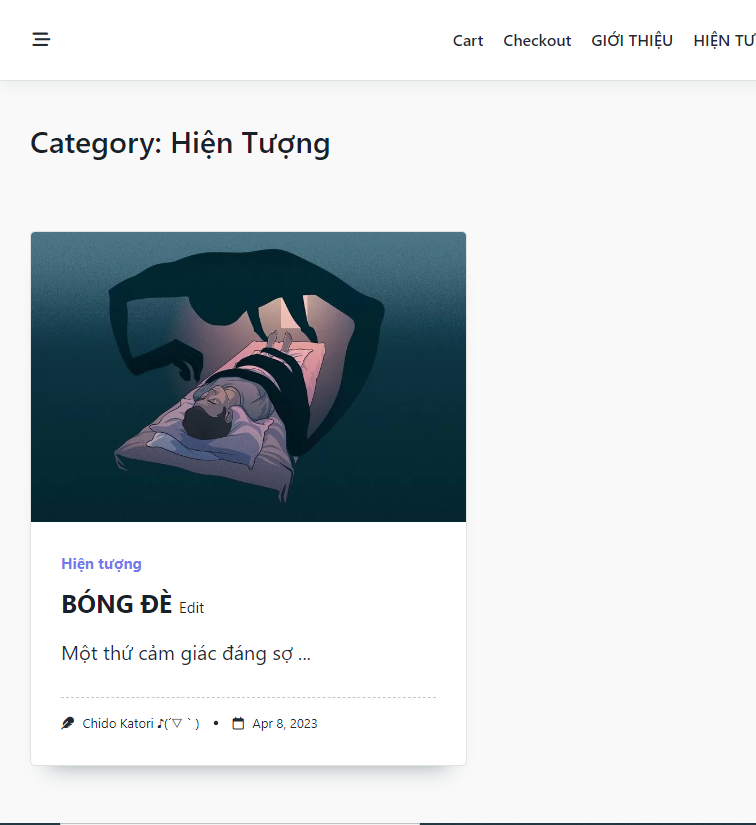 Cart Checkout GIỚI THIỆU HIỆN
Category: Hiện Tượng
Hiện tượng
BÓNG ĐÈ Edit
Một thứ cảm giác đáng sợ ...
Chido Katori ♪(´▽｀) • Apr 8, 2023